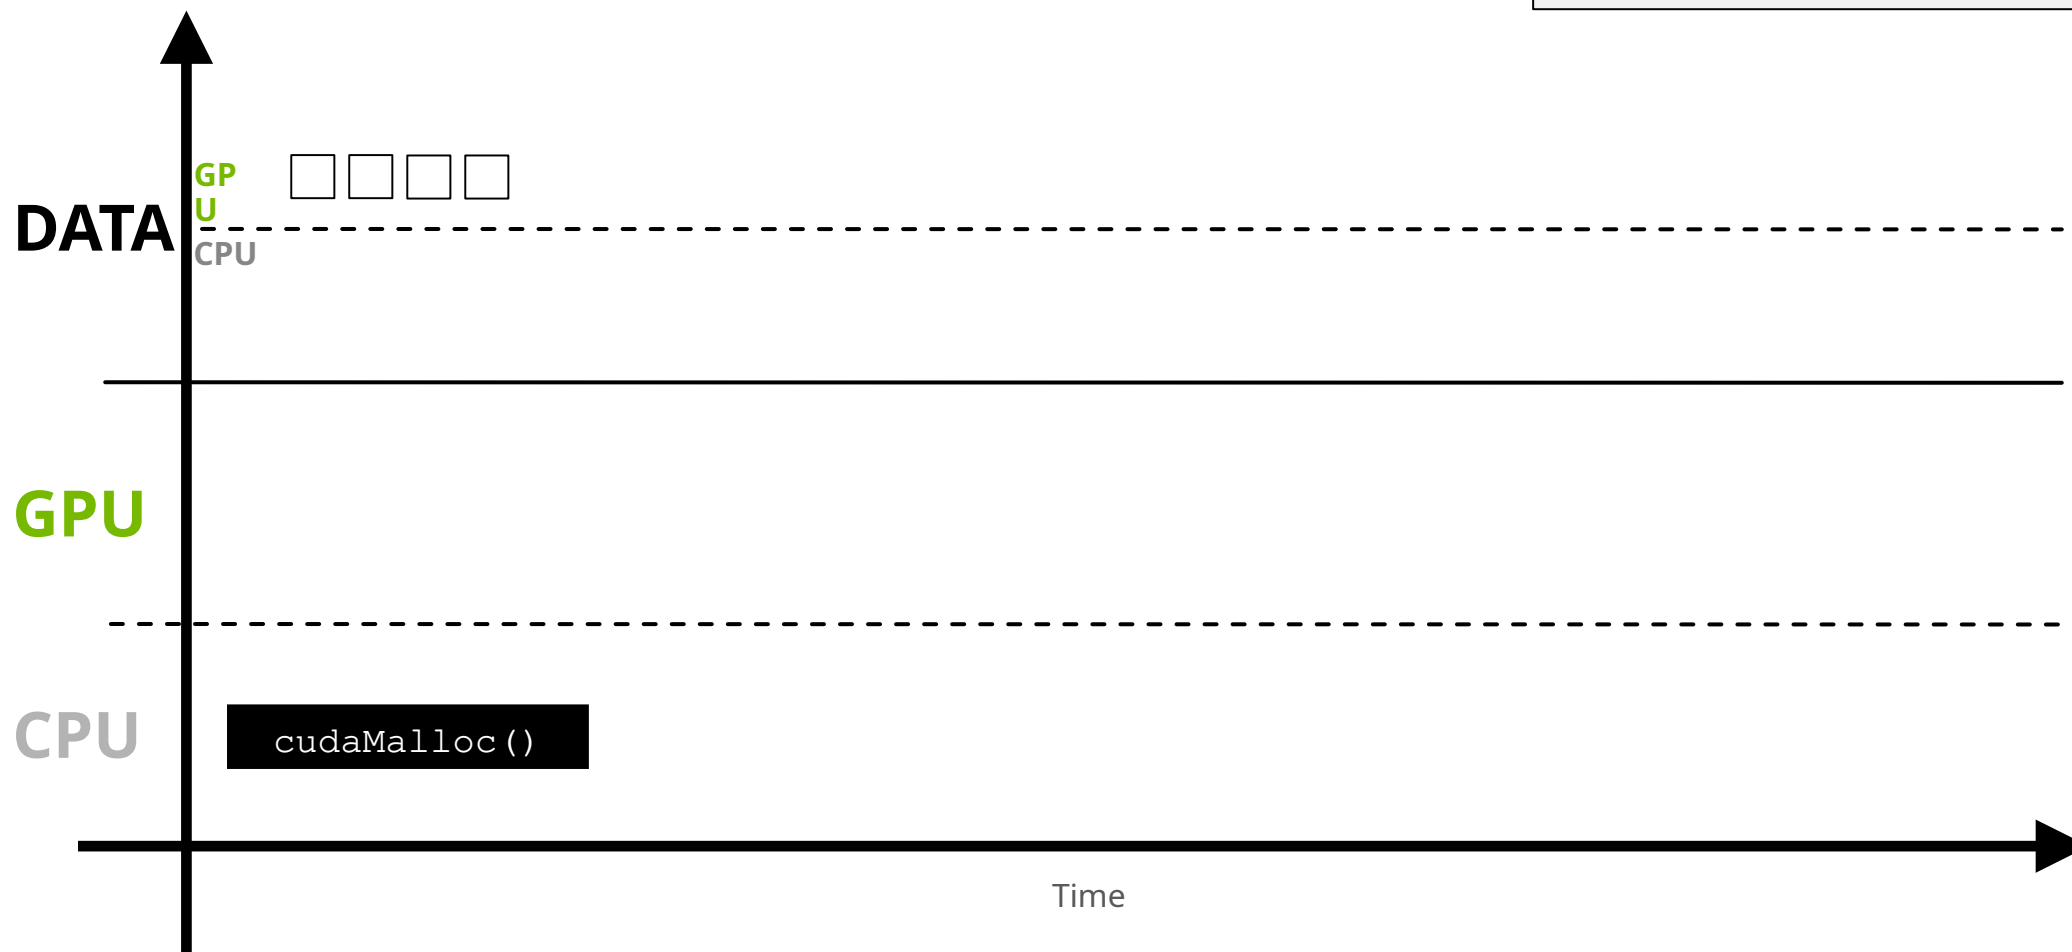 GP
U
DATA
CPU
GPU
CPU
cudaMalloc()
Time